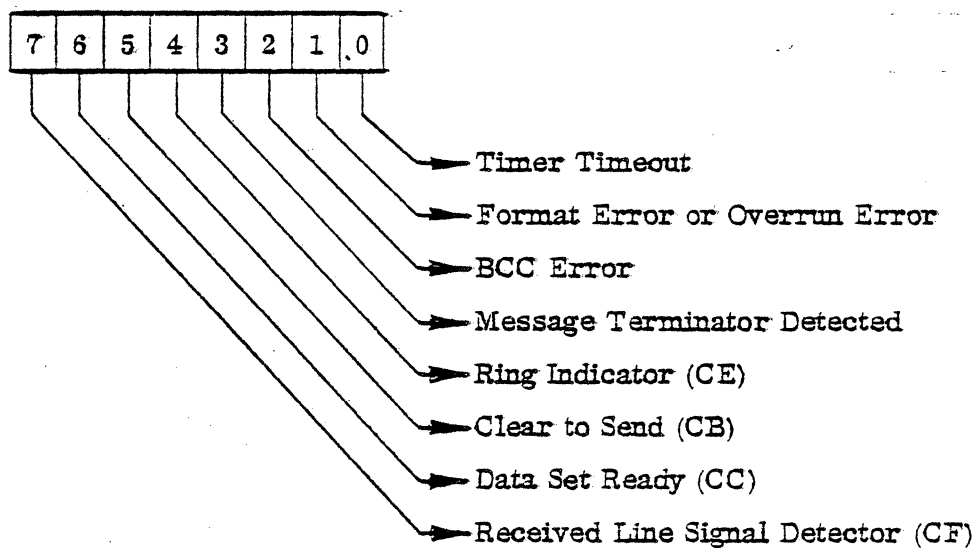 7 6 5 4 3 2 1 0
Timer Timeout
Format Error or Overrun Error
BCC Error
Message Terminator Detected
Ring Indicator (CE)
Clear to Send (CB)
Data Set Ready (CC)
Received Line Signal Detector (CF)